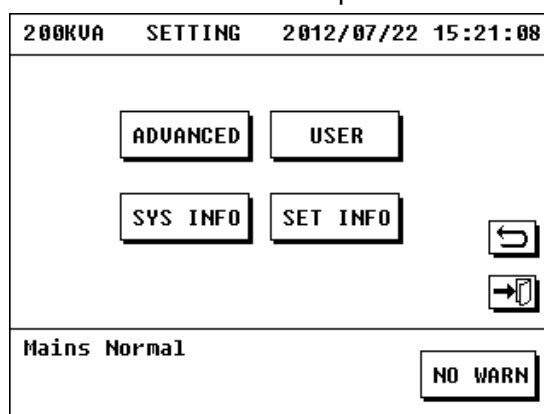 200KVA SETTING 2012/07/22 15:21:08
ADVANCED USER
SYS INFO SET INFO
Mains Normal
NO WARN